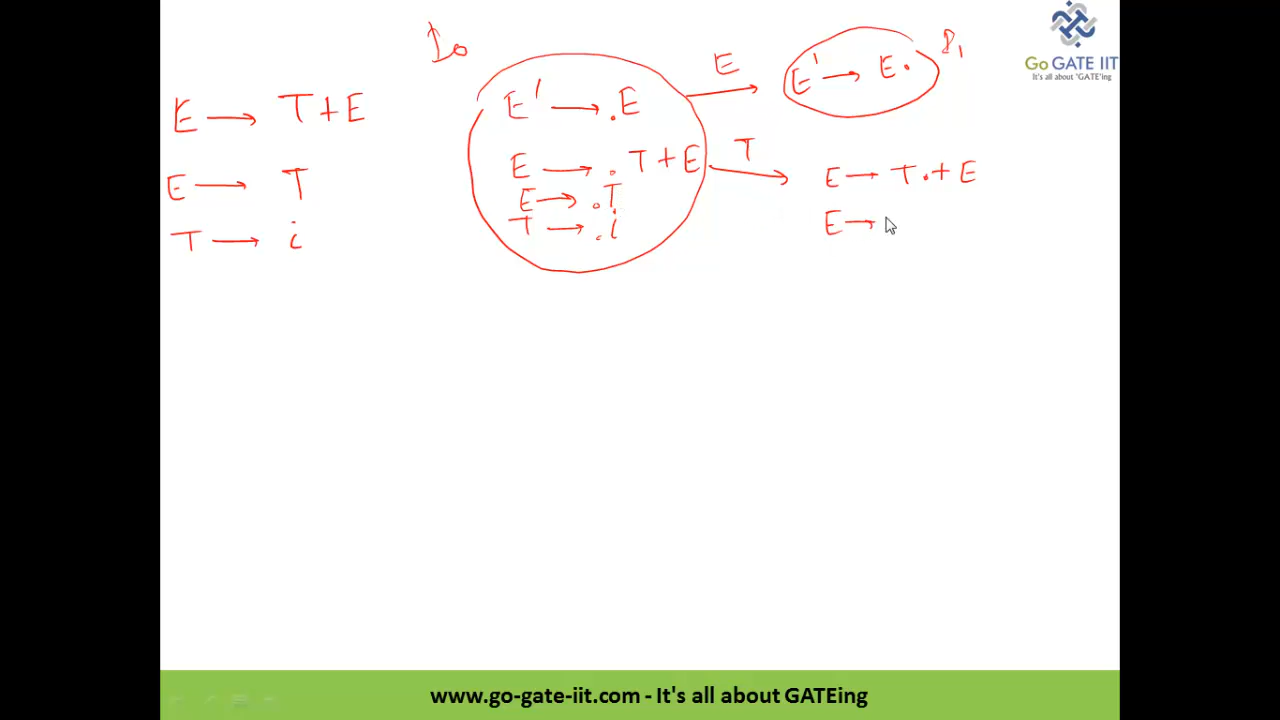 E → T + E
E → T
T → i
I0
E' → .E
E → .T + E
E → .T
T → .i
E
E' → E.
I1
T
E → T.+ E
E →
Go GATE IIT
It's all about 'GATE'ing
www.go-gate-iit.com - It's all about GATEing